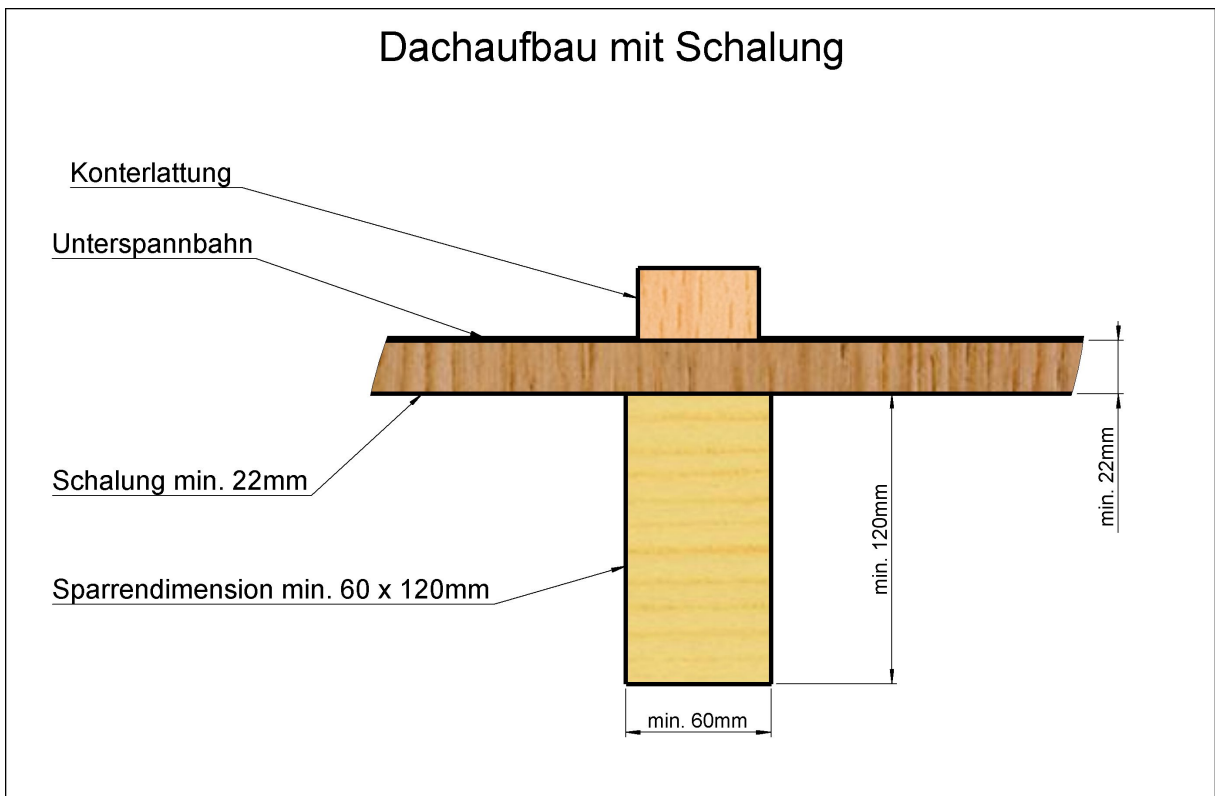 Dachaufbau mit Schalung
Konterlattung
Unterspannbahn
Schalung min. 22mm
Sparrendimension min. 60 x 120mm
min. 22mm
min. 120mm
min. 60mm